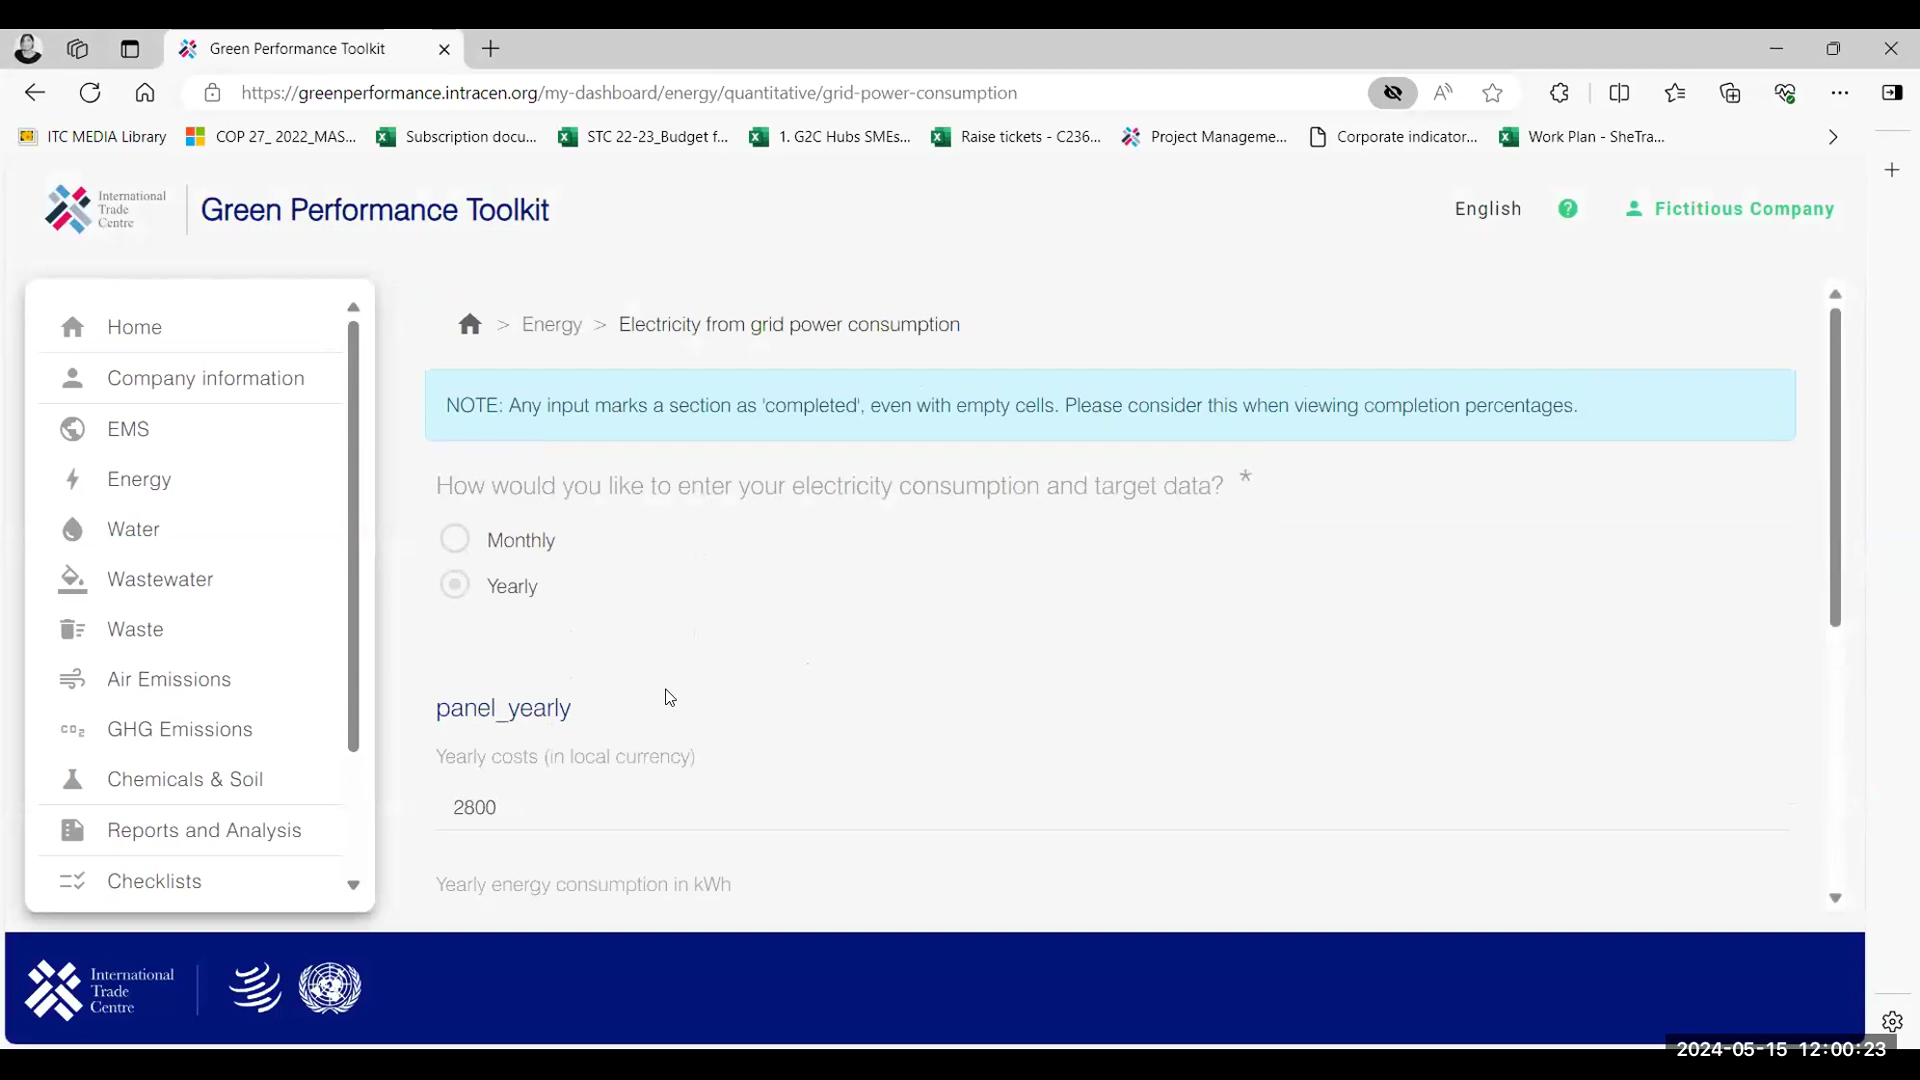 Green Performance Toolkit
https://greenperformance.intracen.org/my-dashboard/energy/quantitative/grid-power-consumption
ITC MEDIA Library
COP 27_ 2022_MAS...
Subscription docu...
STC 22-23_Budget f...
1. G2C Hubs SMEs...
Raise tickets - C236...
Project Manageme...
Corporate indicator...
Work Plan - SheTra...
International
Trade
Centre
Green Performance Toolkit
English
Fictitious Company
Home
Company information
EMS
Energy
Water
Wastewater
Waste
Air Emissions
CO2 GHG Emissions
Chemicals & Soil
Reports and Analysis
Checklists
> Energy > Electricity from grid power consumption
NOTE: Any input marks a section as 'completed', even with empty cells. Please consider this when viewing completion percentages.
How would you like to enter your electricity consumption and target data? *
Monthly
Yearly
panel_yearly
Yearly costs (in local currency)
2800
Yearly energy consumption in kWh
International
Trade
Centre
2024-05-15 12:00:23